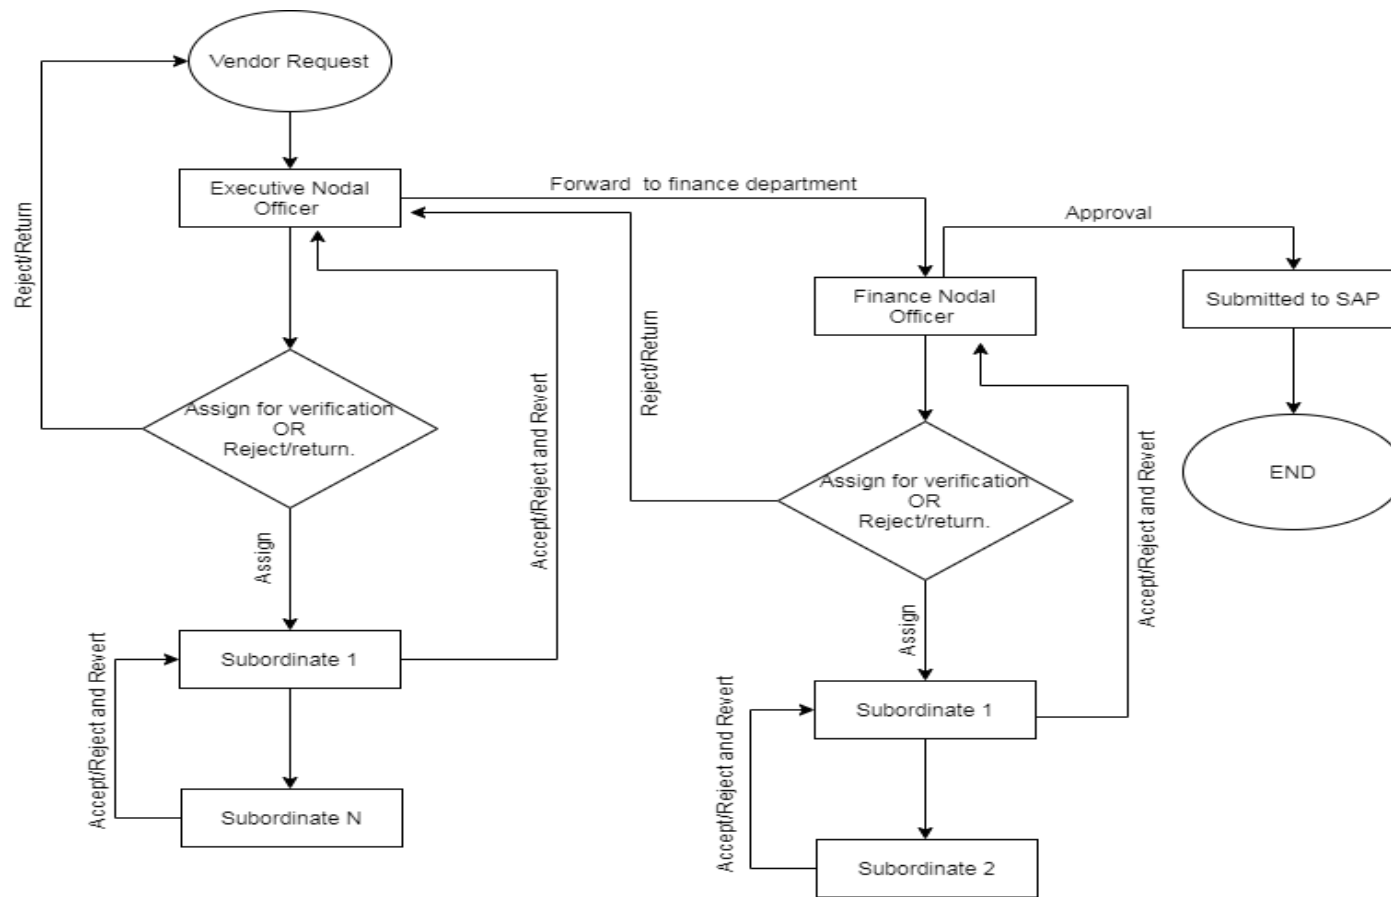 Vendor Request
Reject/Return
Executive Nodal
Officer
Forward to finance department
Approval
Finance Nodal
Officer
Submitted to SAP
Reject/Return
Assign for verification
OR
Reject/return.
Accept/Reject and Revert
Assign for verification
OR
Reject/return.
Accept/Reject and Revert
END
Assign
Assign
Subordinate 1
Accept/Reject and Revert
Subordinate 1
Accept/Reject and Revert
Subordinate N
Subordinate 2